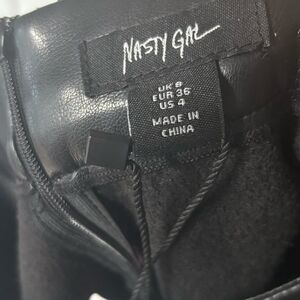 NASTY GAL
UK 8
EUR 36
US 4
MADE IN
CHINA